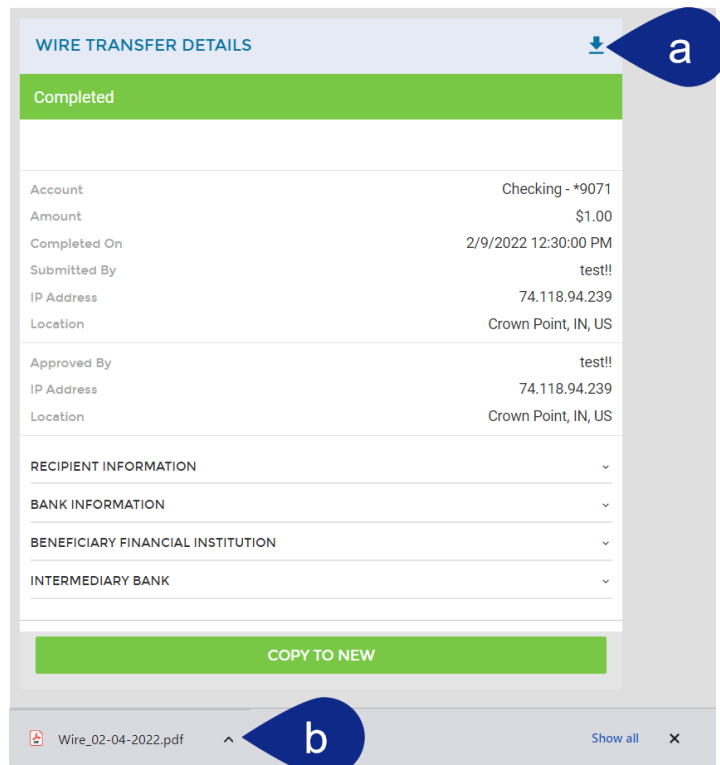 WIRE TRANSFER DETAILS
a
Completed
Account Checking - *9071
Amount $1.00
Completed On 2/9/2022 12:30:00 PM
Submitted By test!!
IP Address 74.118.94.239
Location Crown Point, IN, US
Approved By test!!
IP Address 74.118.94.239
Location Crown Point, IN, US
RECIPIENT INFORMATION
BANK INFORMATION
BENEFICIARY FINANCIAL INSTITUTION
INTERMEDIARY BANK
COPY TO NEW
Wire_02-04-2022.pdf b Show all